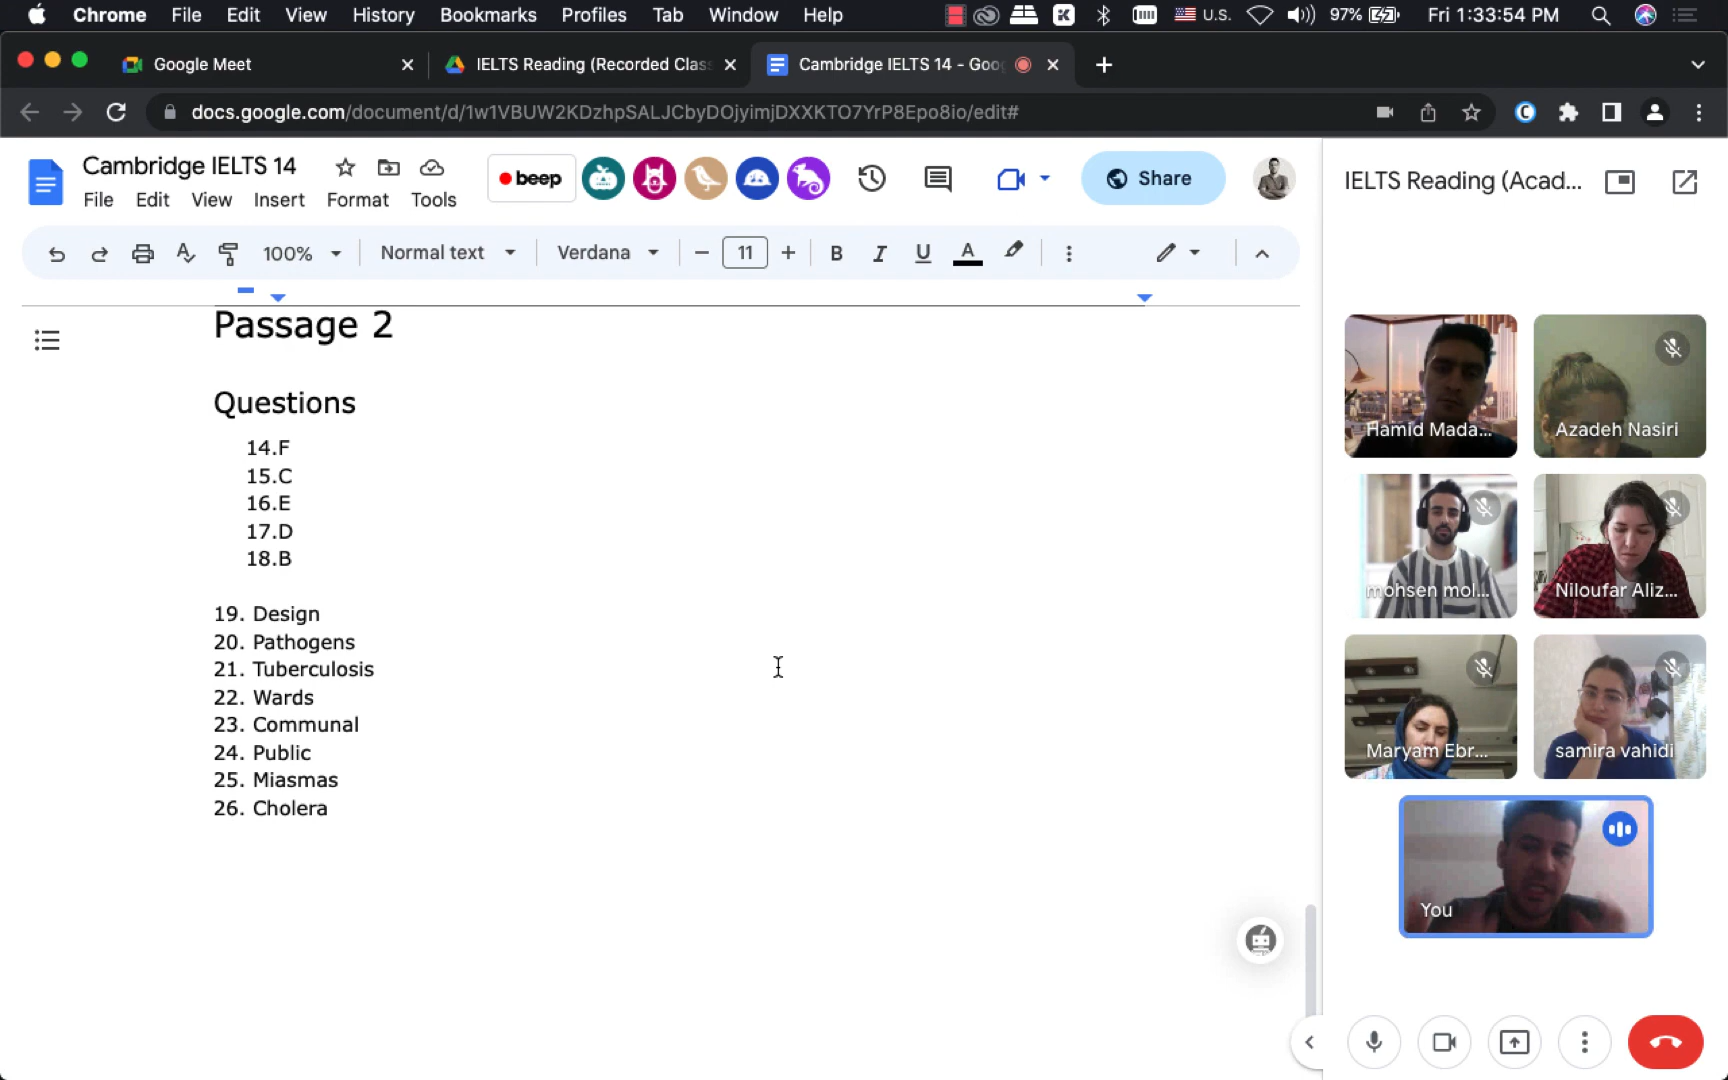 Chrome File Edit View History Bookmarks Profiles Tab Window Help U.S. 97% Fri 1:33:54 PM
Google Meet
IELTS Reading (Recorded Clas
Cambridge IELTS 14 - Goo
docs.google.com/document/d/1w1VBUW2KDzhpSALJCbyDOjyimjDXXKTO7YrP8Epo8io/edit#
Cambridge IELTS 14
File Edit View Insert Format Tools
beep
Share
IELTS Reading (Acad...
100% Normal text Verdana 11 B I U A
Passage 2
Questions
14.F
15.C
16.E
17.D
18.B
19. Design
20. Pathogens
21. Tuberculosis
22. Wards
23. Communal
24. Public
25. Miasmas
26. Cholera
Hamid Mada...
Azadeh Nasiri
mohsen mol...
Niloufar Aliz...
Maryam Ebr...
samira vahidi
You